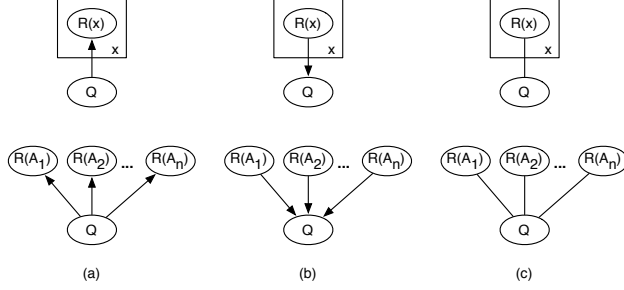 R(x) R(x) R(x)
x x x
Q Q Q
R(A1) R(A2) ... R(An) R(A1) R(A2) ... R(An) R(A1) R(A2) ... R(An)
Q Q Q
(a) (b) (c)